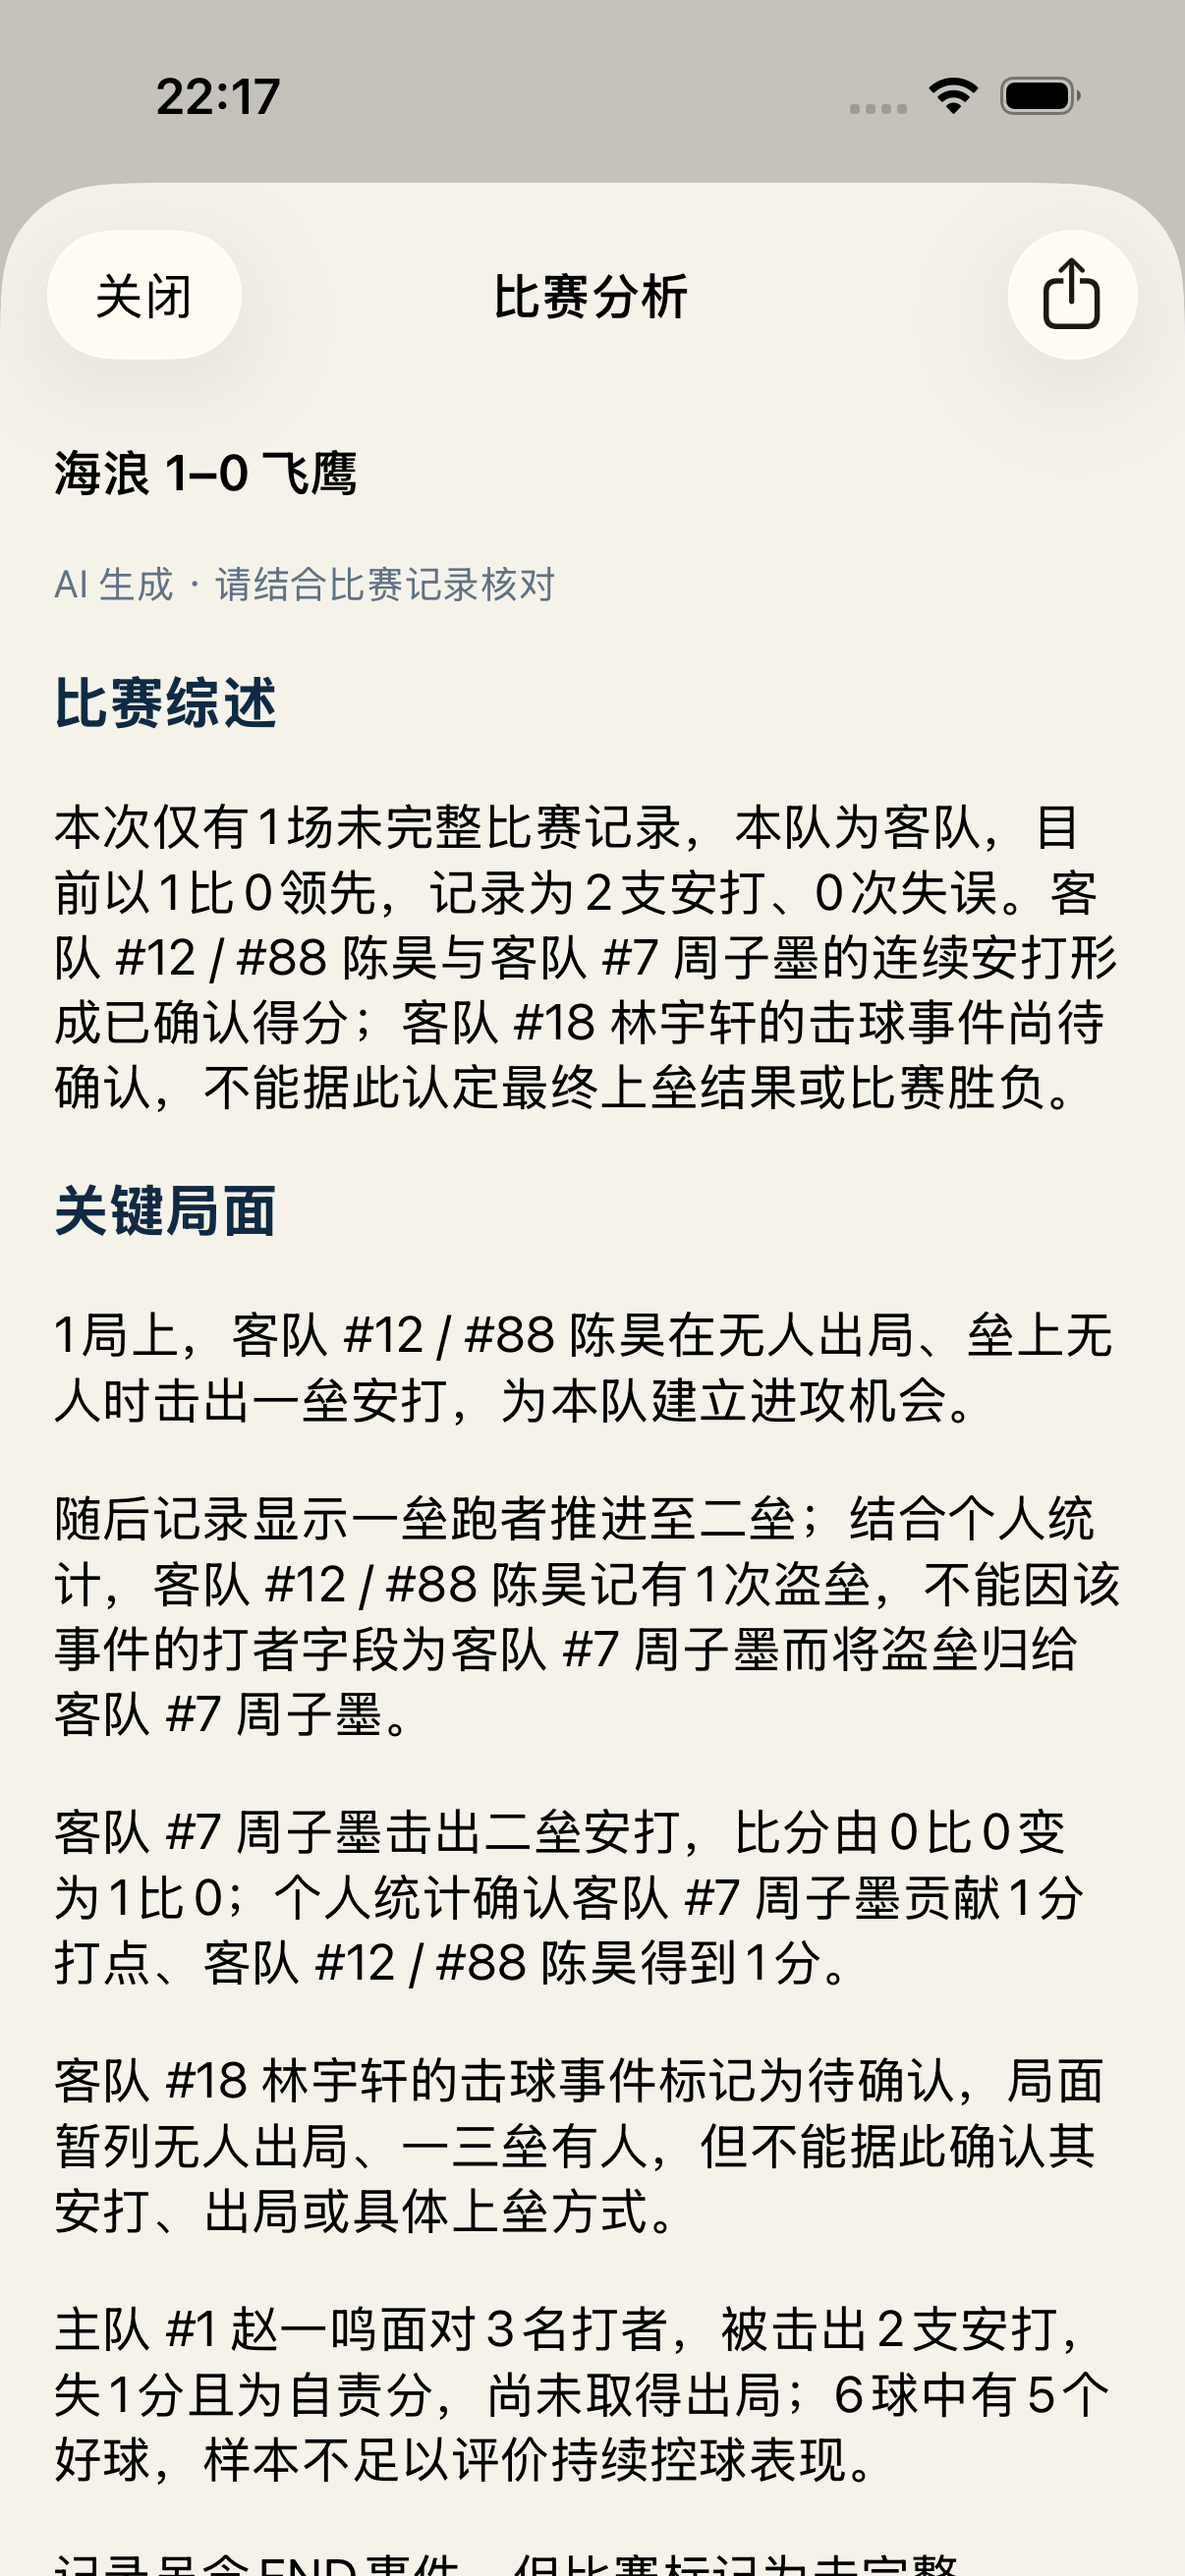 22:17
关闭
比赛分析
海浪 1–0 飞鹰
AI 生成 · 请结合比赛记录核对
比赛综述
本次仅有1场未完整比赛记录，本队为客队，目
前以1比0领先，记录为2支安打、0次失误。客
队 #12 / #88 陈昊与客队 #7 周子墨的连续安打形
成已确认得分；客队 #18 林宇轩的击球事件尚待
确认，不能据此认定最终上垒结果或比赛胜负。
关键局面
1局上，客队 #12 / #88 陈昊在无人出局、垒上无
人时击出一垒安打，为本队建立进攻机会。
随后记录显示一垒跑者推进至二垒；结合个人统
计，客队 #12 / #88 陈昊记有1次盗垒，不能因该
事件的打者字段为客队 #7 周子墨而将盗垒归给
客队 #7 周子墨。
客队 #7 周子墨击出二垒安打，比分由0比0变
为1比0；个人统计确认客队 #7 周子墨贡献1分
打点、客队 #12 / #88 陈昊得到1分。
客队 #18 林宇轩的击球事件标记为待确认，局面
暂列无人出局、一三垒有人，但不能据此确认其
安打、出局或具体上垒方式。
主队 #1 赵一鸣面对3名打者，被击出2支安打，
失1分且为自责分，尚未取得出局；6球中有5个
好球，样本不足以评价持续控球表现。
记录虽含END事件，但比赛标记为未完整